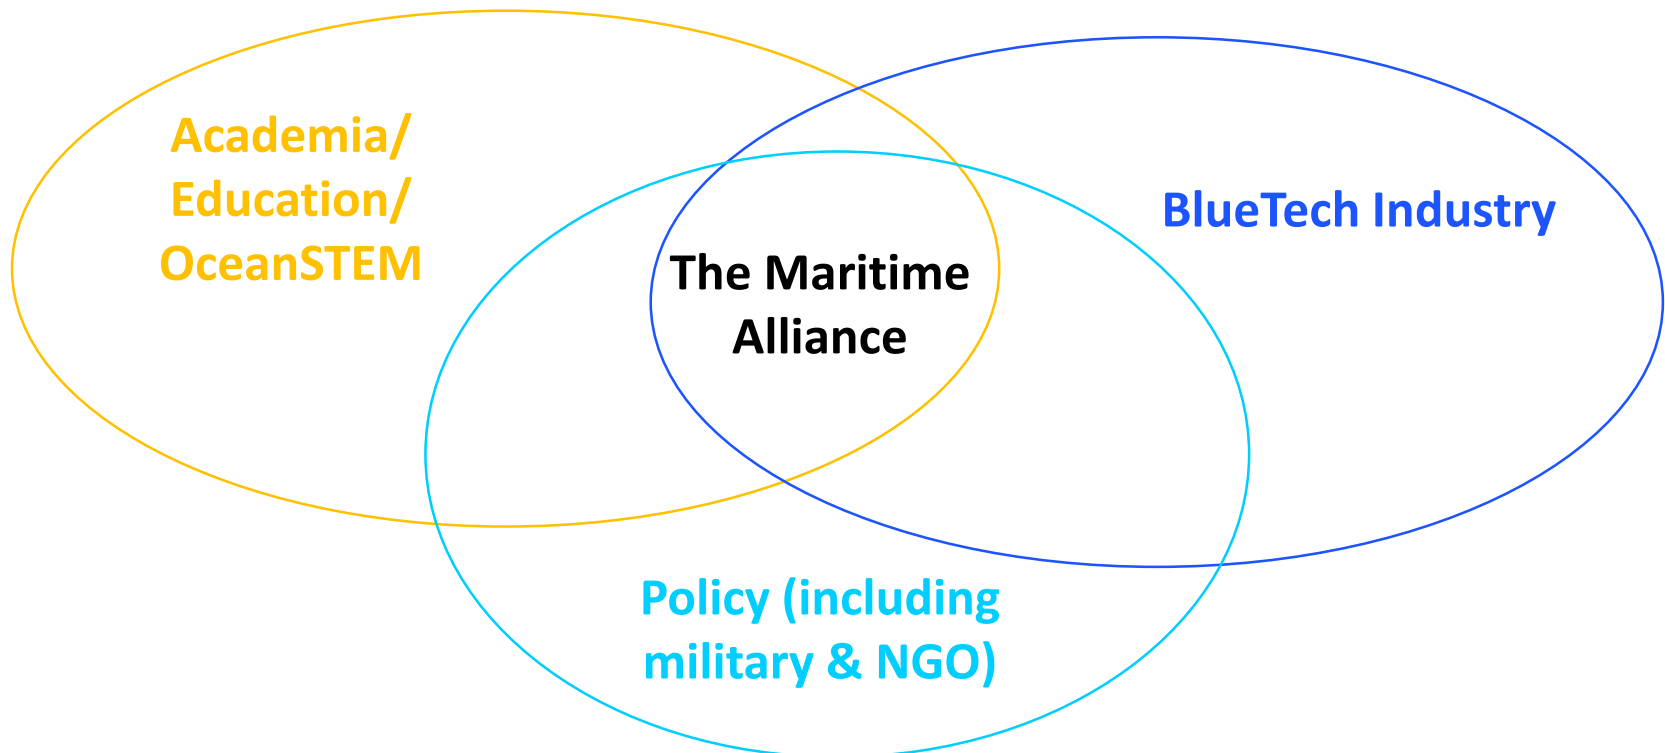 Academia/
Education/
OceanSTEM
BlueTech Industry
The Maritime
Alliance
Policy (including
military & NGO)